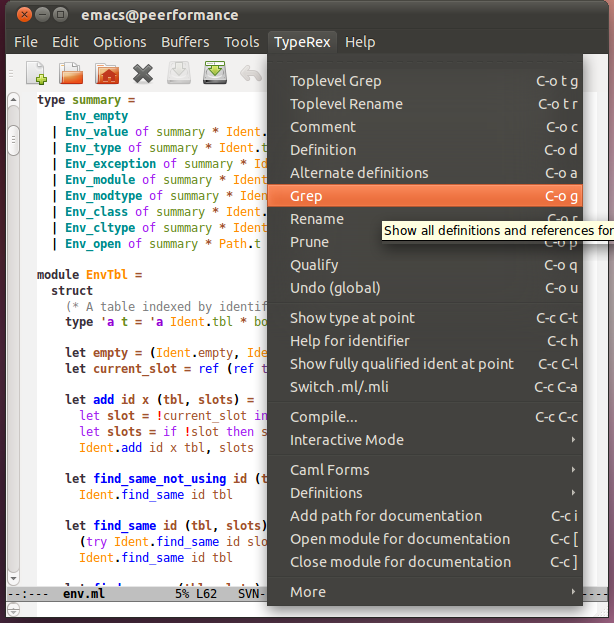 emacs@peerformance
File Edit Options Buffers Tools TypeRex Help
type summary =
Env_empty
| Env_value of summary * Ident.
| Env_type of summary * Ident.t
| Env_exception of summary * Id
| Env_module of summary * Ident
| Env_modtype of summary * Iden
| Env_class of summary * Ident.
| Env_cltype of summary * Ident
| Env_open of summary * Path.t
module EnvTbl =
struct
(* A table indexed by identif
type 'a t = 'a Ident.tbl * bo
let empty = (Ident.empty, Ide
let current_slot = ref (ref t
let add id x (tbl, slots) =
let slot = !current_slot in
let slots = if !slot then s
Ident.add id x tbl, slots
let find_same_not_using id (t
Ident.find_same id tbl
let find_same id (tbl, slots)
(try Ident.find_same id slo
Ident.find_same id tbl
--:--- env.ml 5% L62 SVN-
Toplevel Grep C-o t g
Toplevel Rename C-o t r
Comment C-o c
Definition C-o d
Alternate definitions C-o a
Grep C-o g
Rename C-o r
Show all definitions and references for
Prune C-o p
Qualify C-o q
Undo (global) C-o u
Show type at point C-c C-t
Help for identifier C-c h
Show fully qualified ident at point C-c C-l
Switch .ml/.mli C-c C-a
Compile... C-c C-c
Interactive Mode
Caml Forms
Definitions
Add path for documentation C-c i
Open module for documentation C-c [
Close module for documentation C-c ]
More